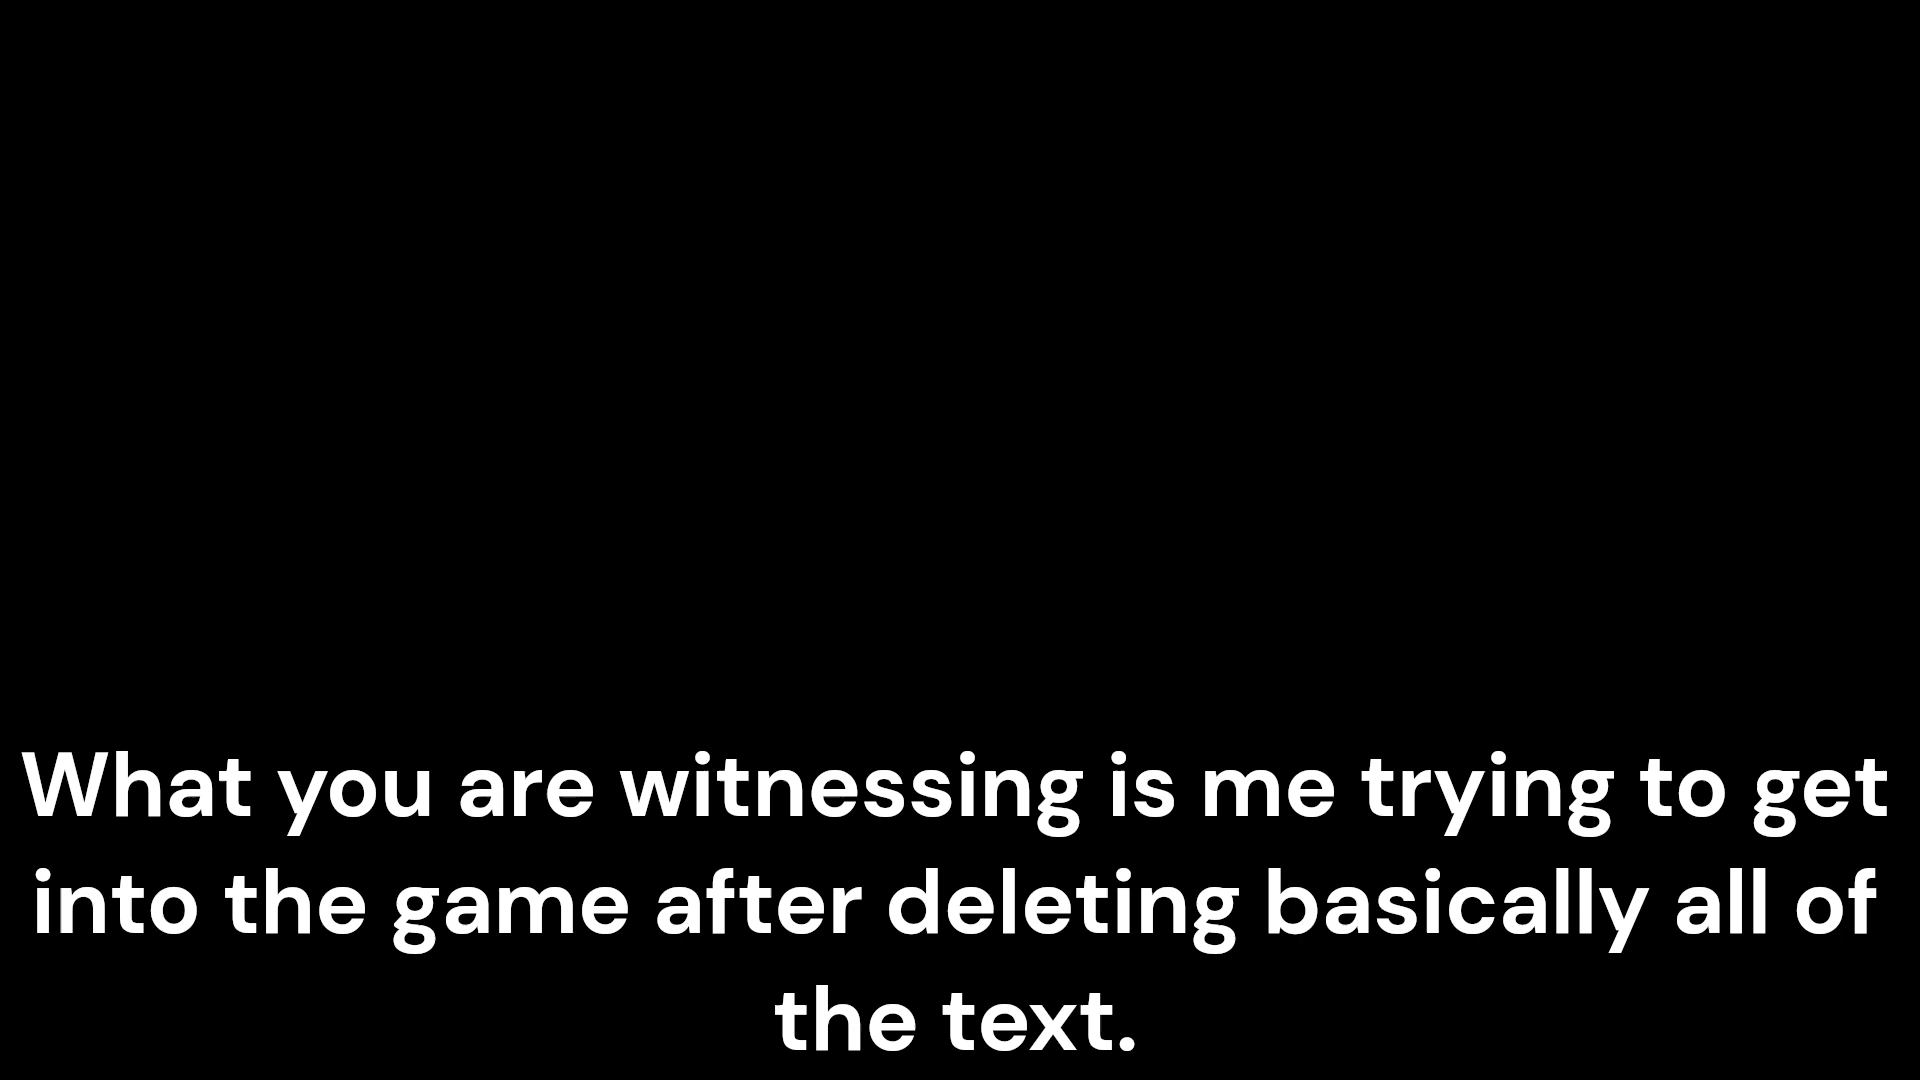 What you are witnessing is me trying to get
into the game after deleting basically all of
the text.